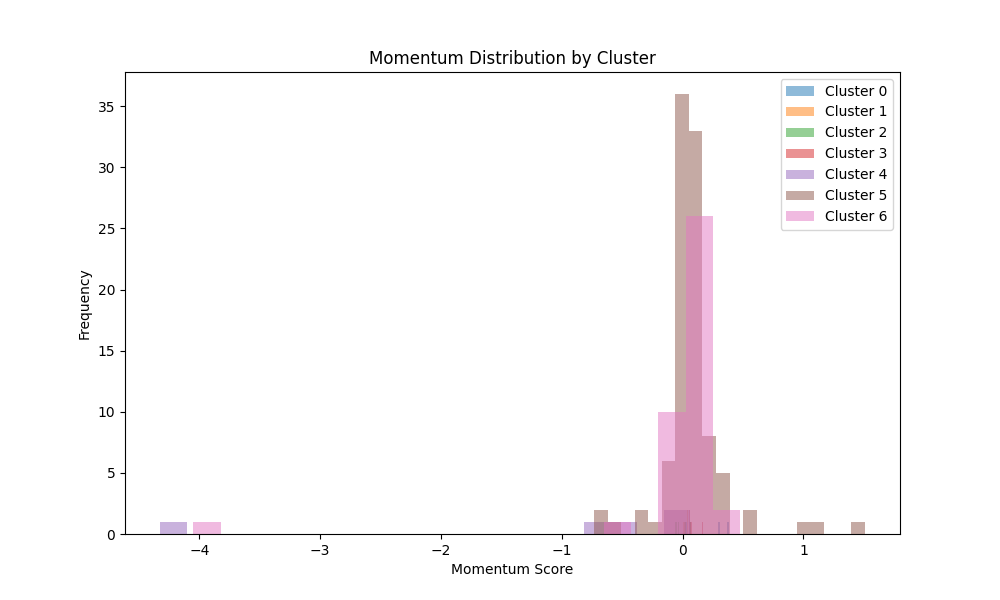 Momentum Distribution by Cluster
Cluster 0
Cluster 1
Cluster 2
Cluster 3
Cluster 4
Cluster 5
Cluster 6
Frequency
35
30
25
20
15
10
5
0
−4
−3
−2
−1
0
1
Momentum Score